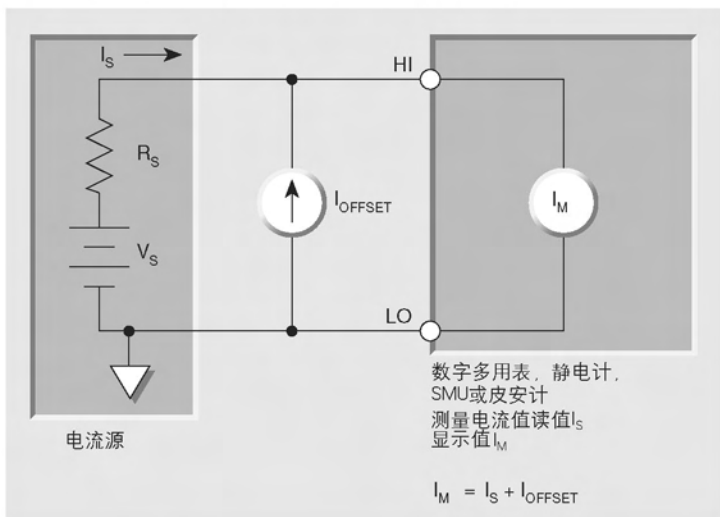 I_S
R_S
V_S
I_OFFSET
HI
LO
I_M
电流源
数字多用表，静电计，
SMU或皮安计
测量电流值读值I_S
显示值I_M
I_M = I_S + I_OFFSET